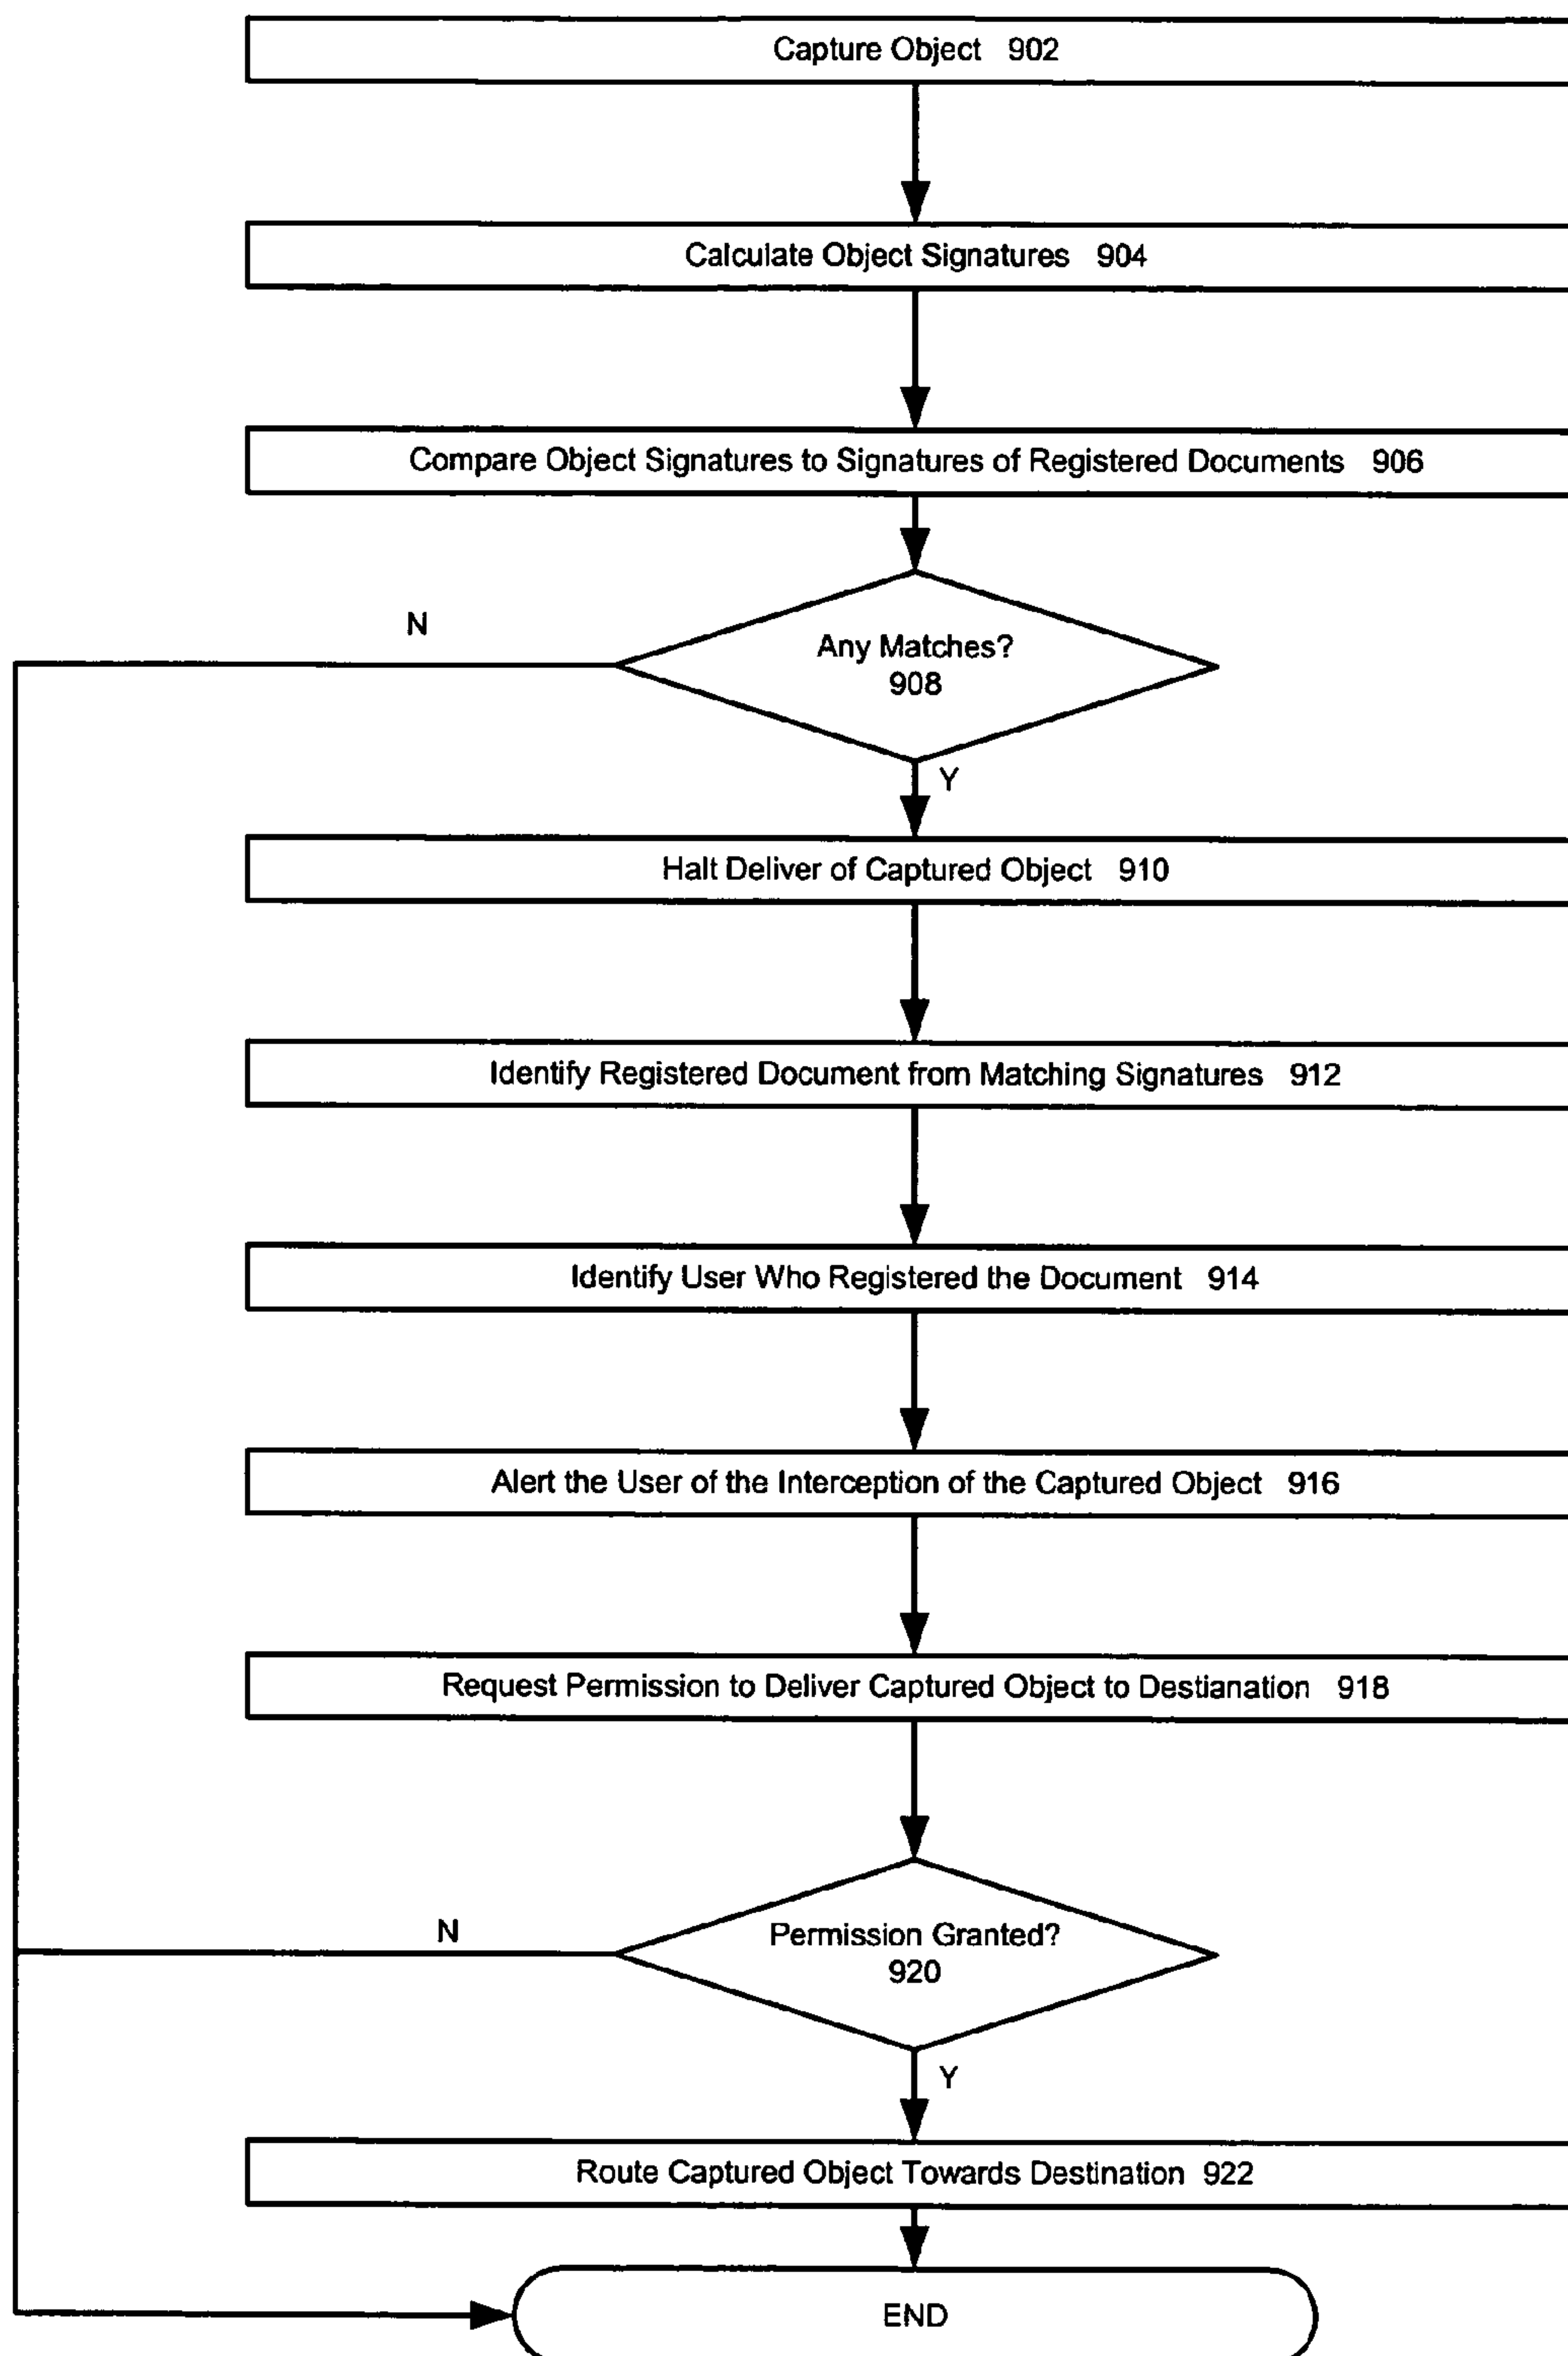 Capture Object 902
Calculate Object Signatures 904
Compare Object Signatures to Signatures of Registered Documents 906
N
Any Matches?
908
Y
Halt Deliver of Captured Object 910
Identify Registered Document from Matching Signatures 912
Identify User Who Registered the Document 914
Alert the User of the Interception of the Captured Object 916
Request Permission to Deliver Captured Object to Destianation 918
N
Permission Granted?
920
Y
Route Captured Object Towards Destination 922
END